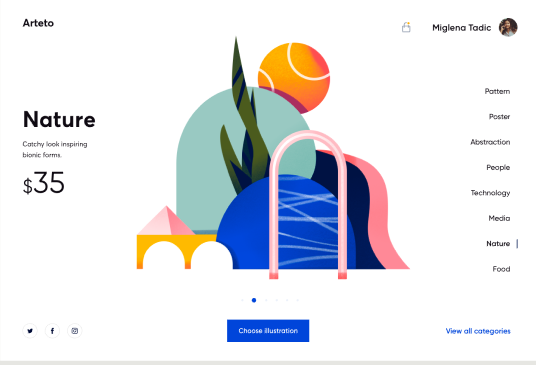 Arteto
Miglena Tadic
Nature
Catchy look inspiring
bionic forms.
$35
Pattern
Poster
Abstraction
People
Technology
Media
Nature
Food
Choose illustration
View all categories